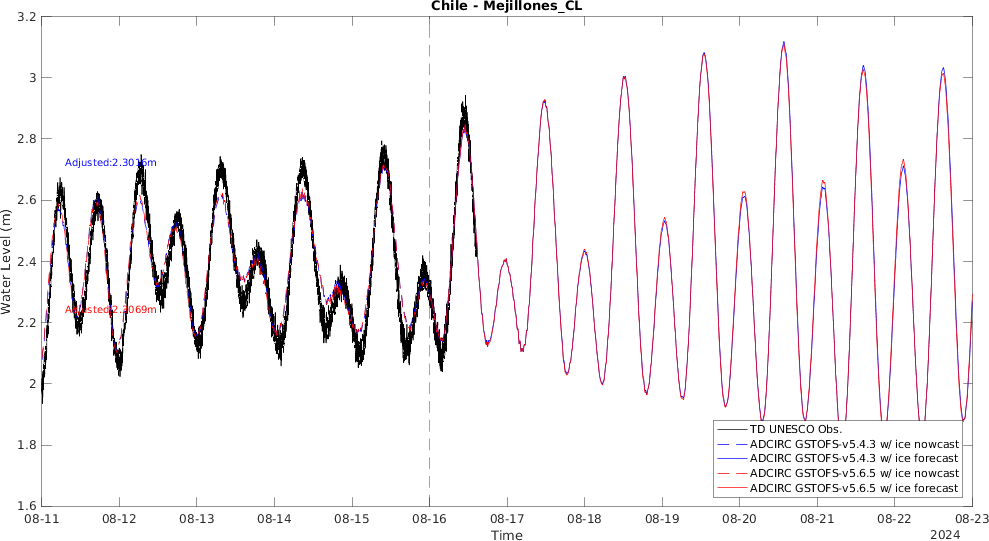 Chile - Mejillones_CL
3.2
3
2.8
2.6
2.4
2.2
2
1.8
1.6
Water Level (m)
Adjusted:2.3016m
Adjusted:2.2069m
TD UNESCO Obs.
ADCIRC GSTOFS-v5.4.3 w/ ice nowcast
ADCIRC GSTOFS-v5.4.3 w/ ice forecast
ADCIRC GSTOFS-v5.6.5 w/ ice nowcast
ADCIRC GSTOFS-v5.6.5 w/ ice forecast
08-11 08-12 08-13 08-14 08-15 08-16 08-17 08-18 08-19 08-20 08-21 08-22 08-23
Time
2024